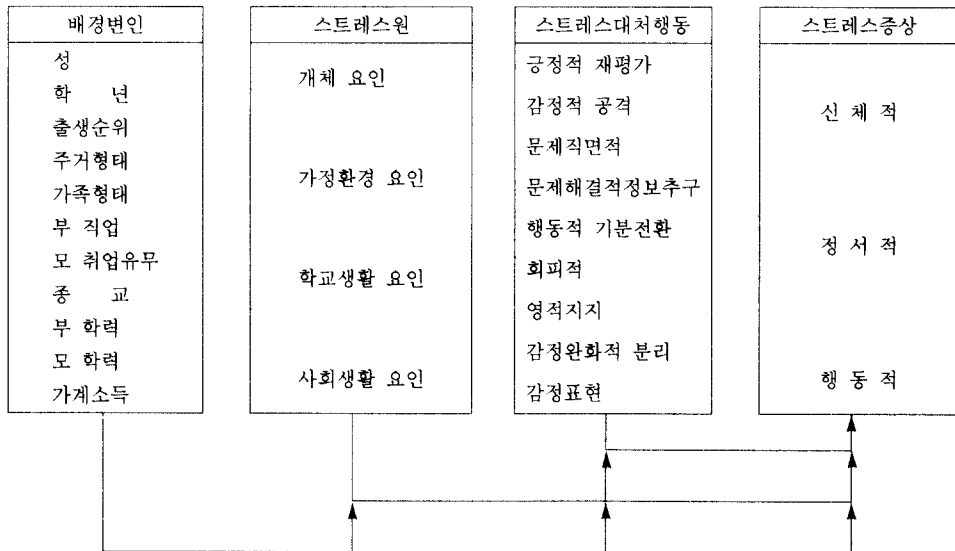 배경변인
성
학 년
출생순위
주거형태
가족형태
부 직업
모 취업유무
종 교
부 학력
모 학력
가계소득
스트레스원
개체 요인
가정환경 요인
학교생활 요인
사회생활 요인
스트레스대처행동
긍정적 재평가
감정적 공격
문제직면적
문제해결적정보추구
행동적 기분전환
회피적
영적지지
감정완화적 분리
감정표현
스트레스증상
신 체 적
정 서 적
행 동 적